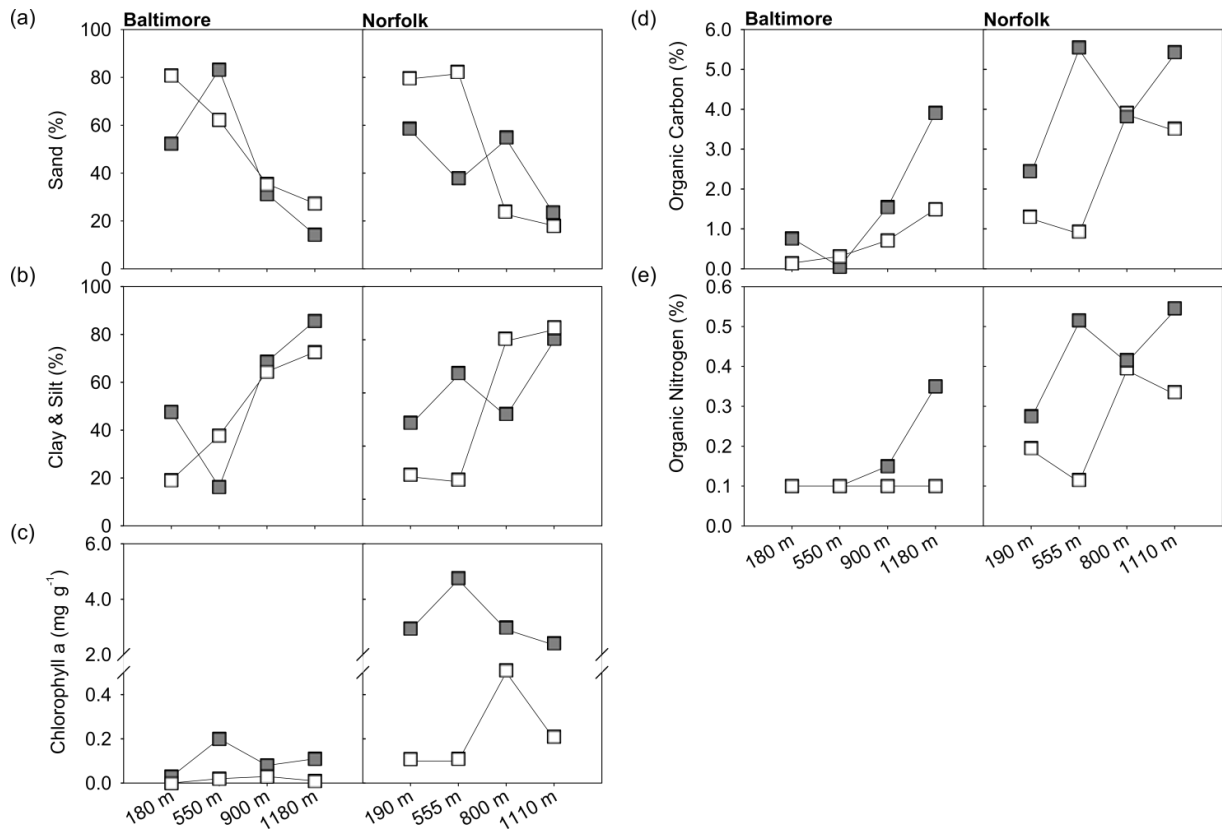 (a)
Baltimore
Norfolk
100
80
60
40
20
0
Sand (%)
(b)
100
80
60
40
20
0
Clay & Silt (%)
(c)
6.0
4.0
2.0
0.4
0.2
0.0
Chlorophyll a (mg g⁻¹)
180 m
550 m
900 m
1180 m
190 m
555 m
800 m
1110 m
(d)
Baltimore
Norfolk
6.0
5.0
4.0
3.0
2.0
1.0
0.0
Organic Carbon (%)
(e)
0.6
0.5
0.4
0.3
0.2
0.1
0.0
Organic Nitrogen (%)
180 m
550 m
900 m
1180 m
190 m
555 m
800 m
1110 m